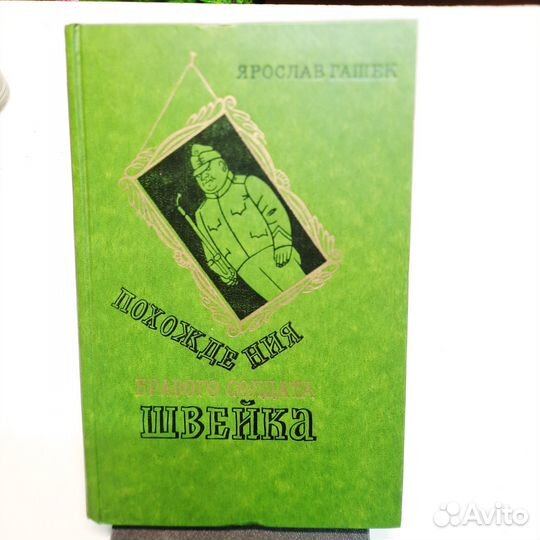 ЯРОСЛАВ ГАШЕК
ПОХОЖДЕНИЯ
БРАВОГО СОЛДАТА
ШВЕЙКА
Avito